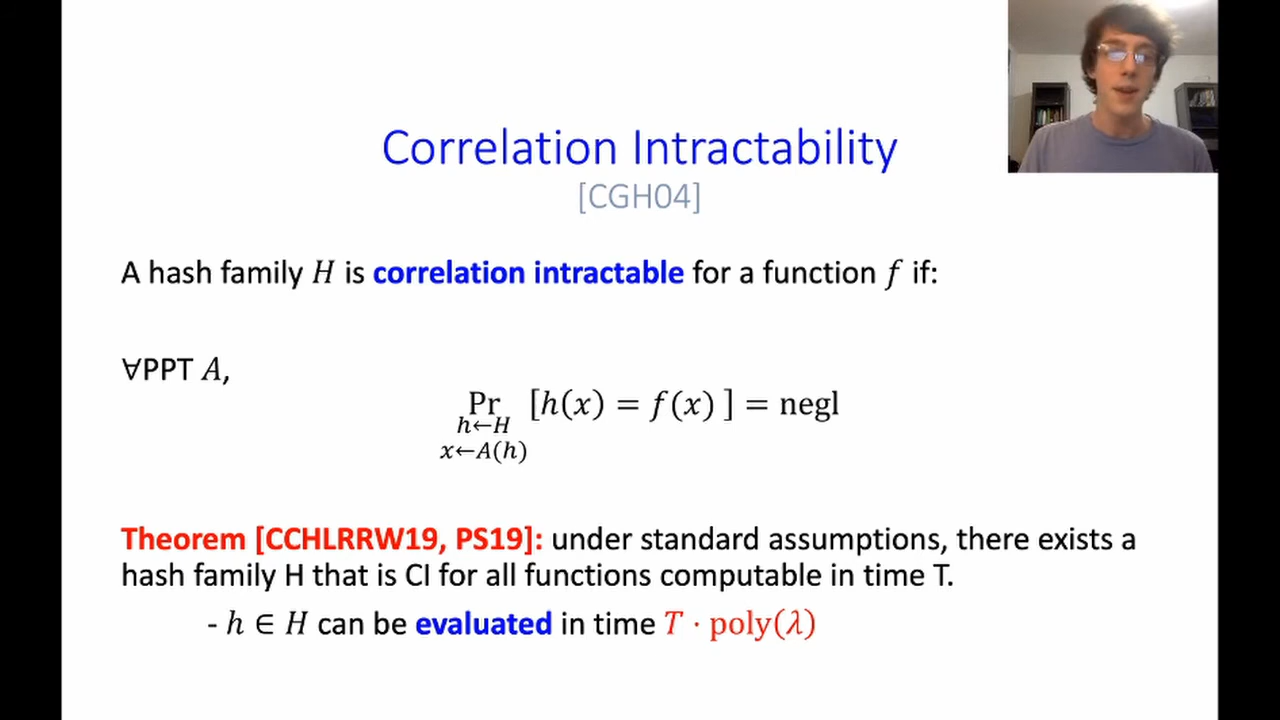 Correlation Intractability
[CGH04]
A hash family H is correlation intractable for a function f if:
∀PPT A,
Pr [h(x) = f(x) ] = negl
h←H
x←A(h)
Theorem [CCHLRRW19, PS19]: under standard assumptions, there exists a
hash family H that is CI for all functions computable in time T.
- h ∈ H can be evaluated in time T · poly(λ)